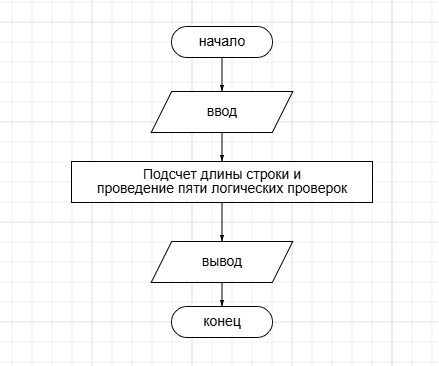 начало
ввод
Подсчет длины строки и
проведение пяти логических проверок
вывод
конец